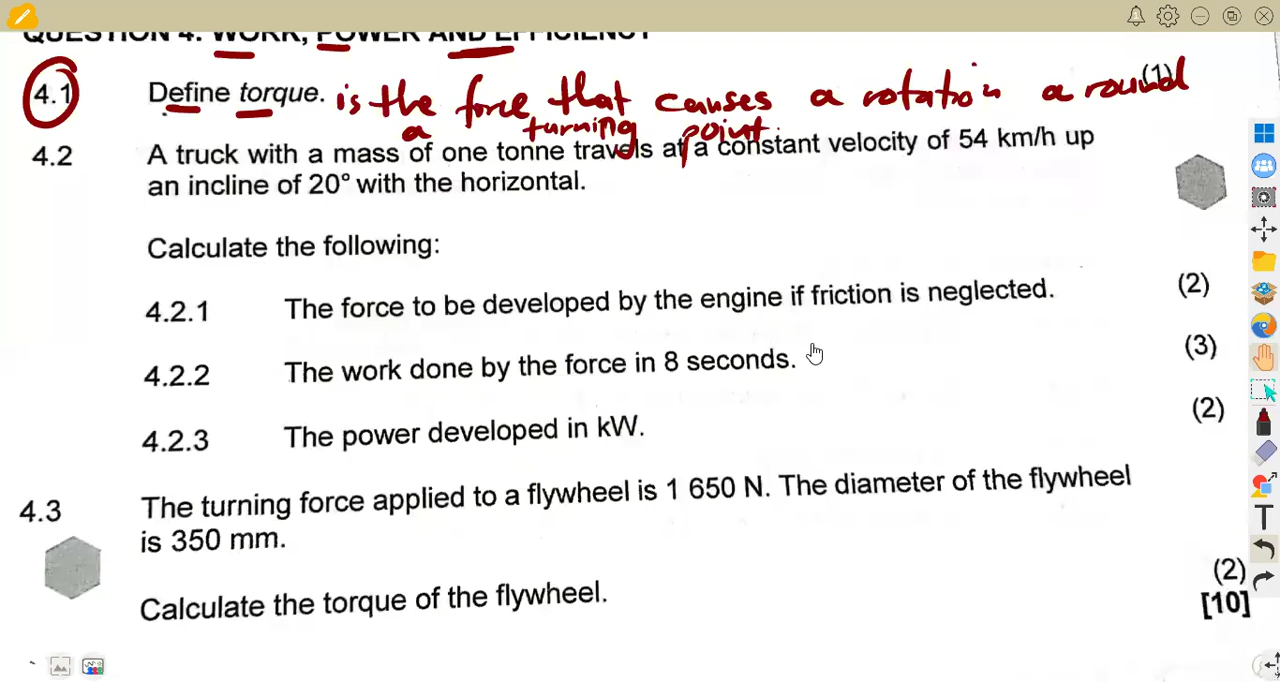 QUESTION 4: WORK, POWER AND EFFICIENCY
4.1 Define torque. is the force that causes a rotation a round (1)
a turning point.
4.2 A truck with a mass of one tonne travels at a constant velocity of 54 km/h up
an incline of 20° with the horizontal.
Calculate the following:
4.2.1 The force to be developed by the engine if friction is neglected. (2)
4.2.2 The work done by the force in 8 seconds. (3)
4.2.3 The power developed in kW. (2)
4.3 The turning force applied to a flywheel is 1 650 N. The diameter of the flywheel
is 350 mm.
Calculate the torque of the flywheel. (2)
[10]